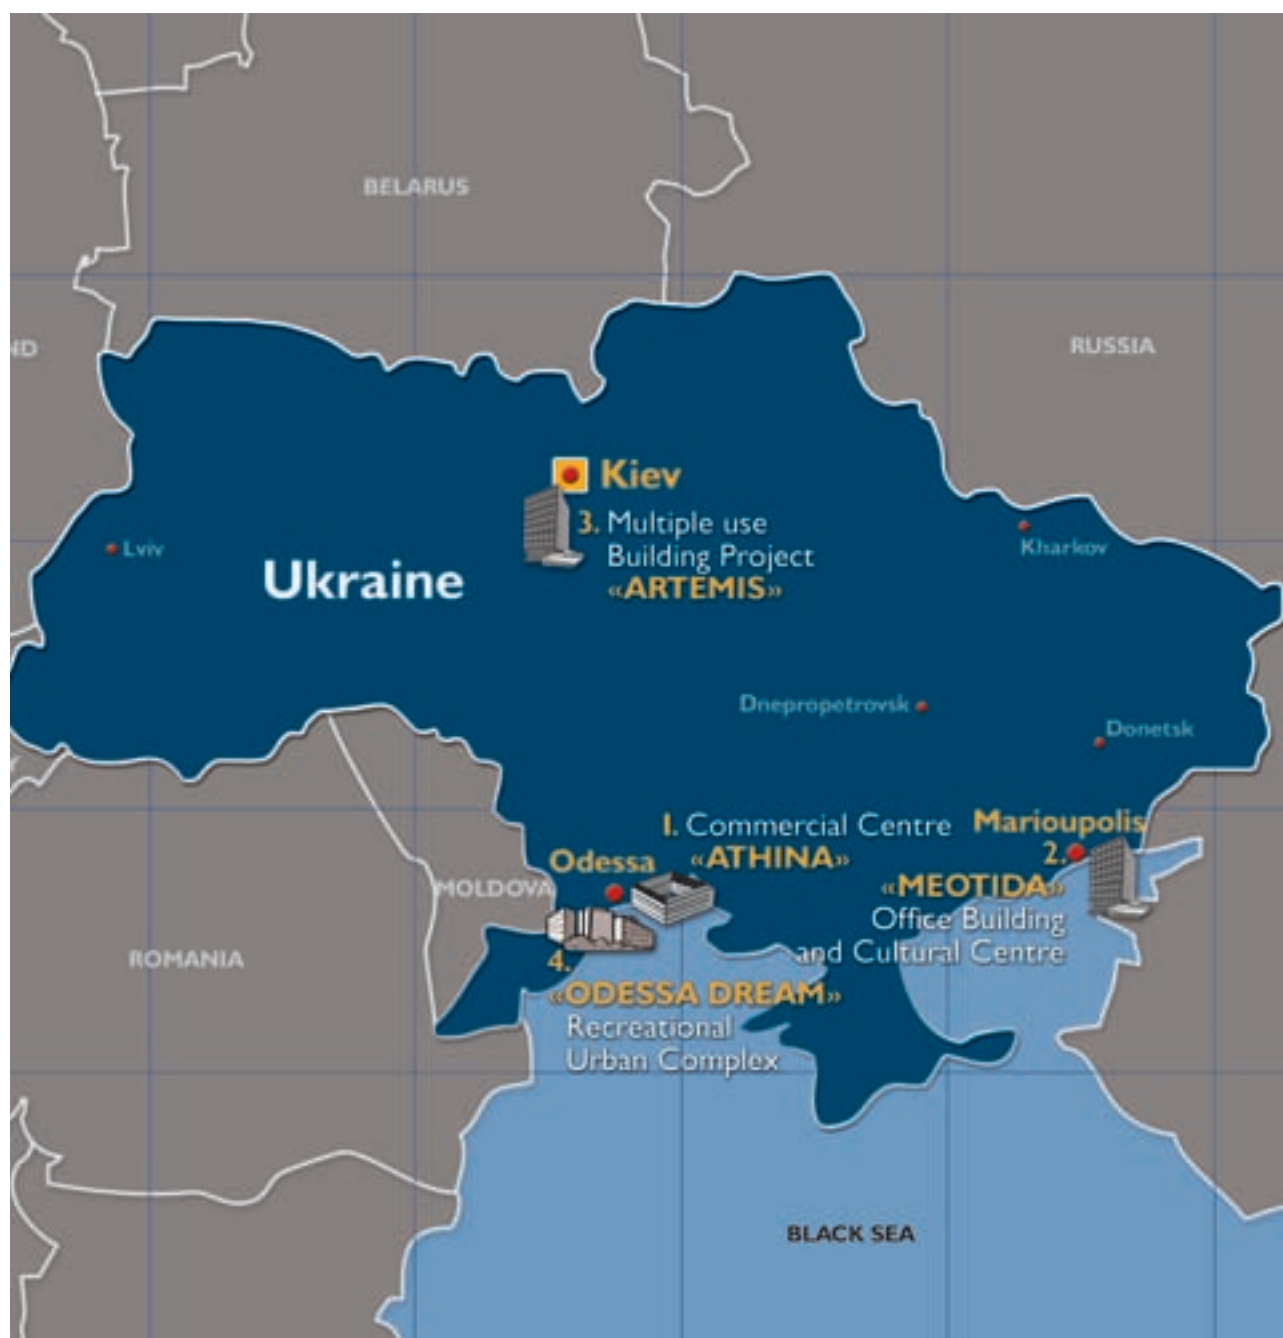 BELARUS
ND
RUSSIA
Kiev
3. Multiple use
Building Project
«ARTEMIS»
Lviv
Kharkov
Ukraine
Dnepropetrovsk
Donetsk
1. Commercial Centre
«ATHINA»
Marioupolis
2.
«MEOTIDA»
Office Building
and Cultural Centre
Odessa
MOLDOVA
ROMANIA
4.
«ODESSA DREAM»
Recreational
Urban Complex
BLACK SEA